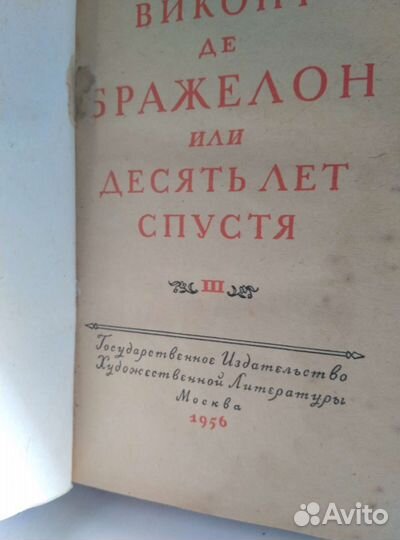 ВИКОНТ
ДЕ
БРАЖЕЛОН
ИЛИ
ДЕСЯТЬ ЛЕТ
СПУСТЯ
III
Государственное Издательство
Художественной Литературы
Москва
1956
Avito